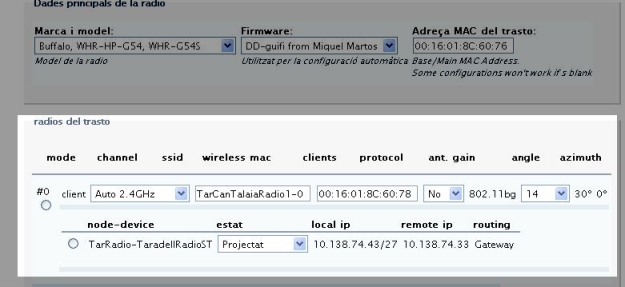 Dades principals de la radio
Marca i model: Firmware: Adreça MAC del trasto:
Buffalo, WHR-HP-G54, WHR-G54S DD-guifi from Miquel Martos 00:16:01:8C:60:76
Model de la radio Utilitzat per la configuració automàtica Base/Main MAC Address.
Some configurations won't work if s blank
radios del trasto
mode channel ssid wireless mac clients protocol ant. gain angle azimuth
#0 client Auto 2.4GHz TarCanTalaiaRadio1-0 00:16:01:8C:60:78 No 802.11bg 14 30° 0°
node-device estat local ip remote ip routing
TarRadio-TaradellRadioST Projectat 10.138.74.43/27 10.138.74.33 Gateway